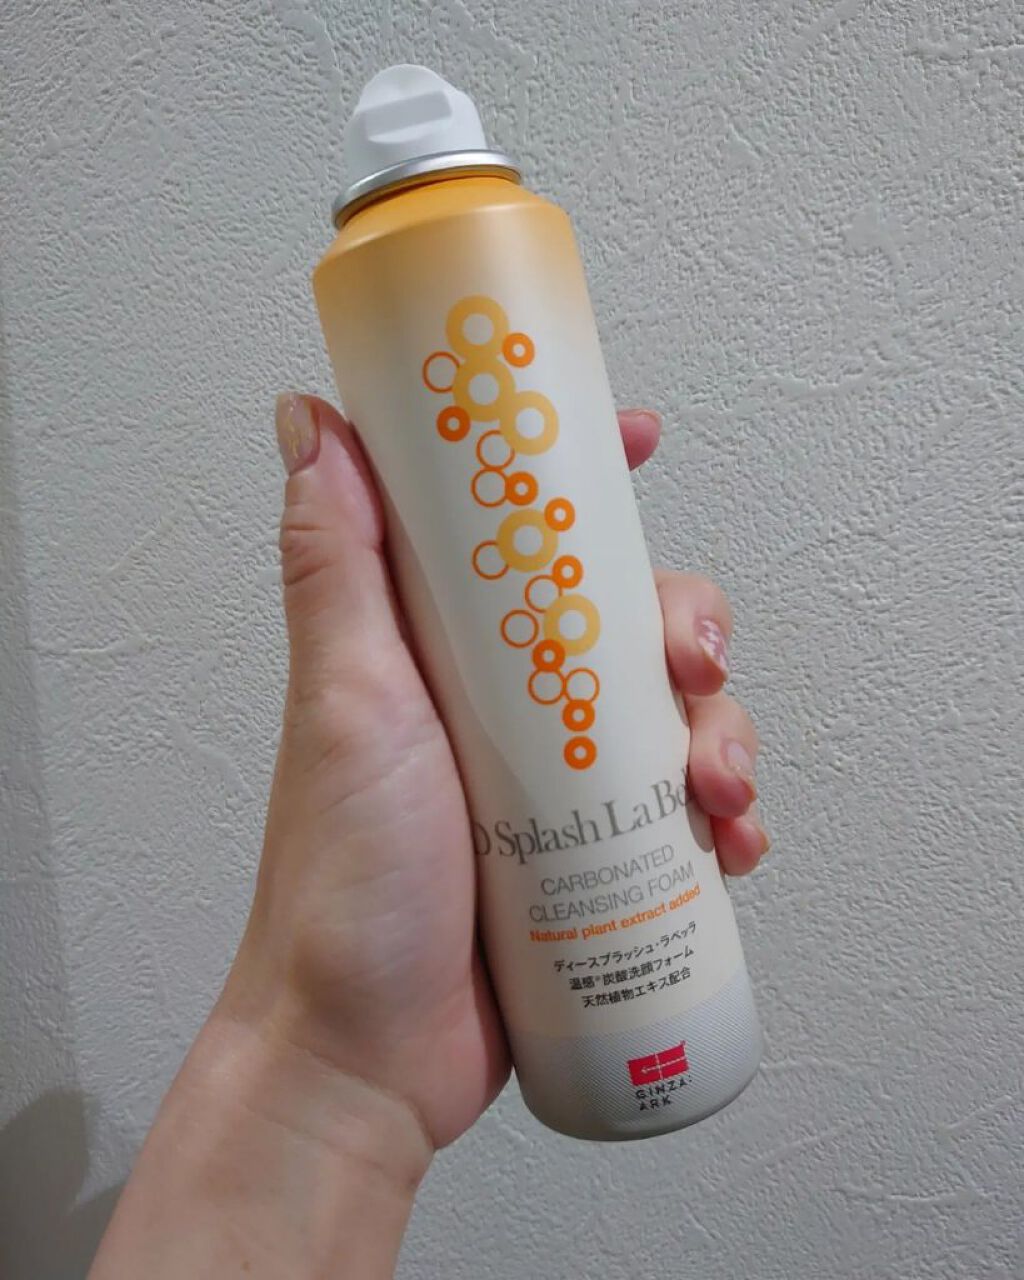 D Splash La Bel
CARBONATED
CLEANSING FOAM
Natural plant extract added
ディースプラッシュ・ラベッラ
温感※炭酸洗顔フォーム
天然植物エキス配合
GINZA:
ARK